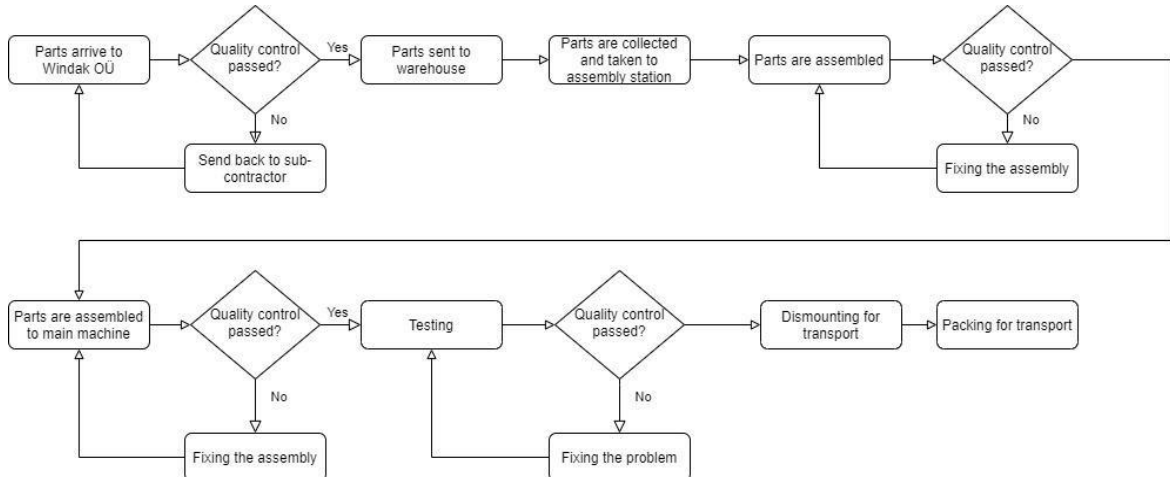 Parts arrive to
Windak OÜ
Quality control
passed?
Yes
Parts sent to
warehouse
Parts are collected
and taken to
assembly station
Parts are assembled
Quality control
passed?
No
Send back to sub-
contractor
No
Fixing the assembly
Parts are assembled
to main machine
Quality control
passed?
Yes
Testing
Quality control
passed?
Dismounting for
transport
Packing for transport
No
Fixing the assembly
No
Fixing the problem